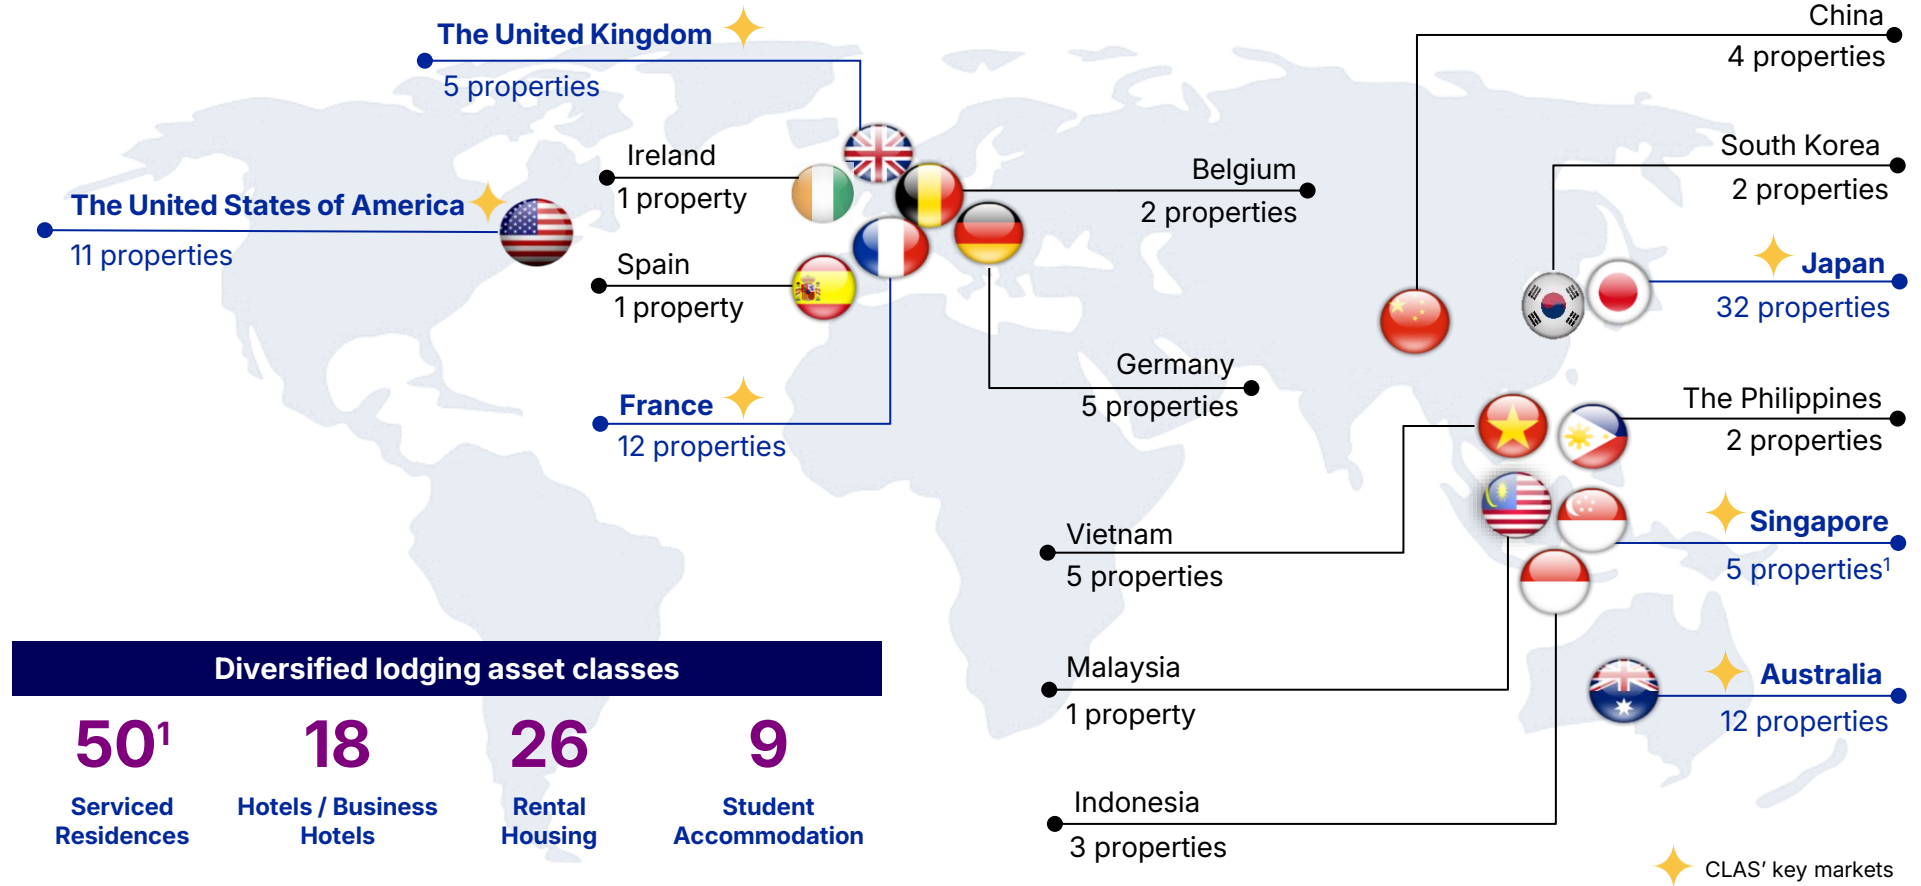 The United Kingdom
5 properties
China
4 properties
Ireland
1 property
Belgium
2 properties
South Korea
2 properties
The United States of America
11 properties
Spain
1 property
Japan
32 properties
Germany
5 properties
France
12 properties
The Philippines
2 properties
Vietnam
5 properties
Singapore
5 properties¹
Malaysia
1 property
Australia
12 properties
Indonesia
3 properties
Diversified lodging asset classes
50¹
Serviced
Residences
18
Hotels / Business
Hotels
26
Rental
Housing
9
Student
Accommodation
CLAS’ key markets